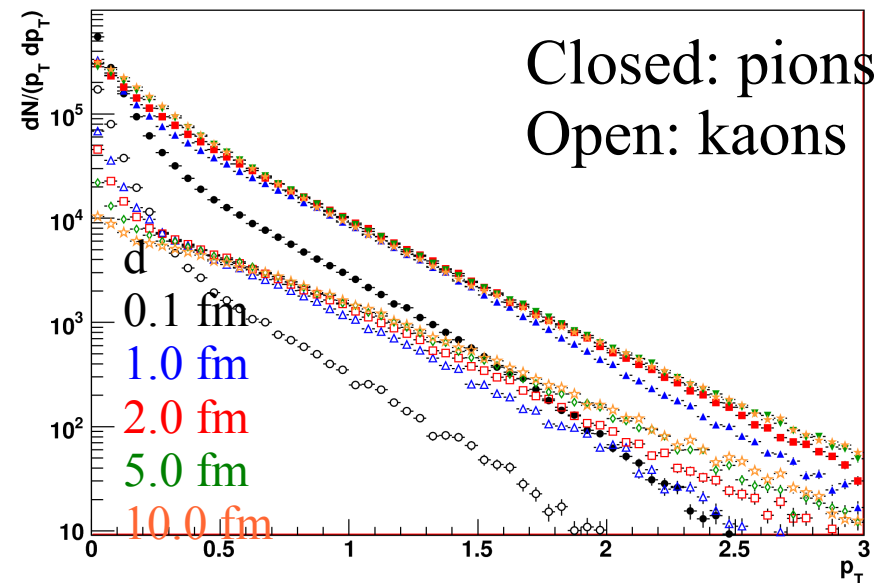 dN/(p_T dp_T)
Closed: pions
Open: kaons
10^5
10^4
10^3
10^2
10
d
0.1 fm
1.0 fm
2.0 fm
5.0 fm
10.0 fm
0 0.5 1 1.5 2 2.5 3
p_T